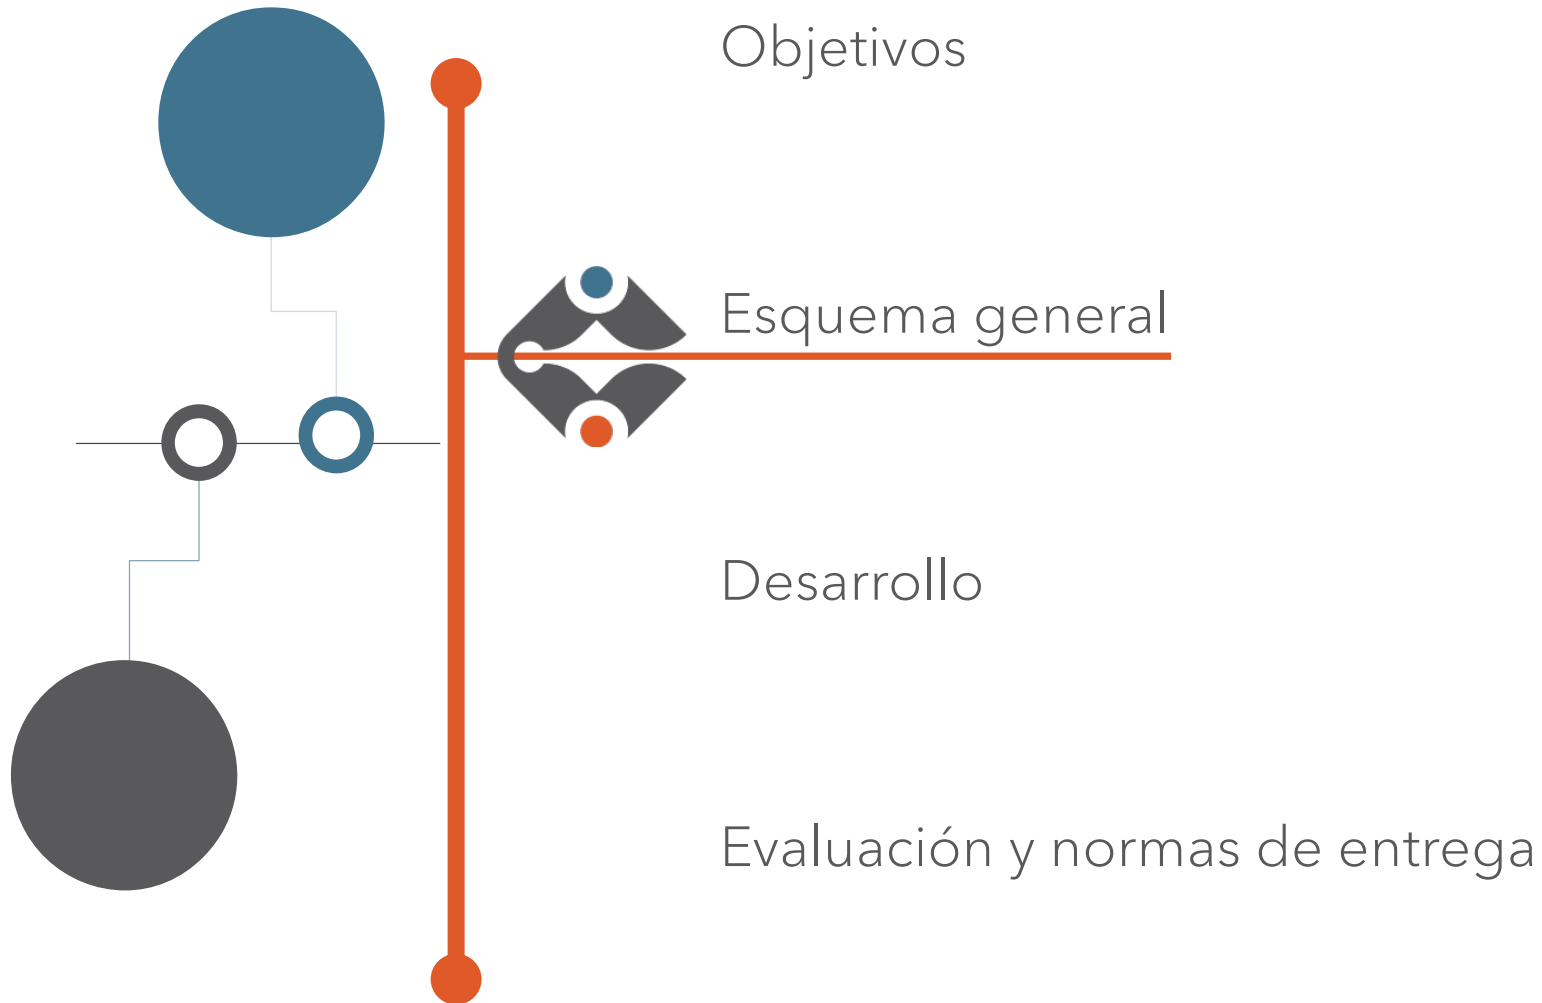 Objetivos
Esquema general
Desarrollo
Evaluación y normas de entrega